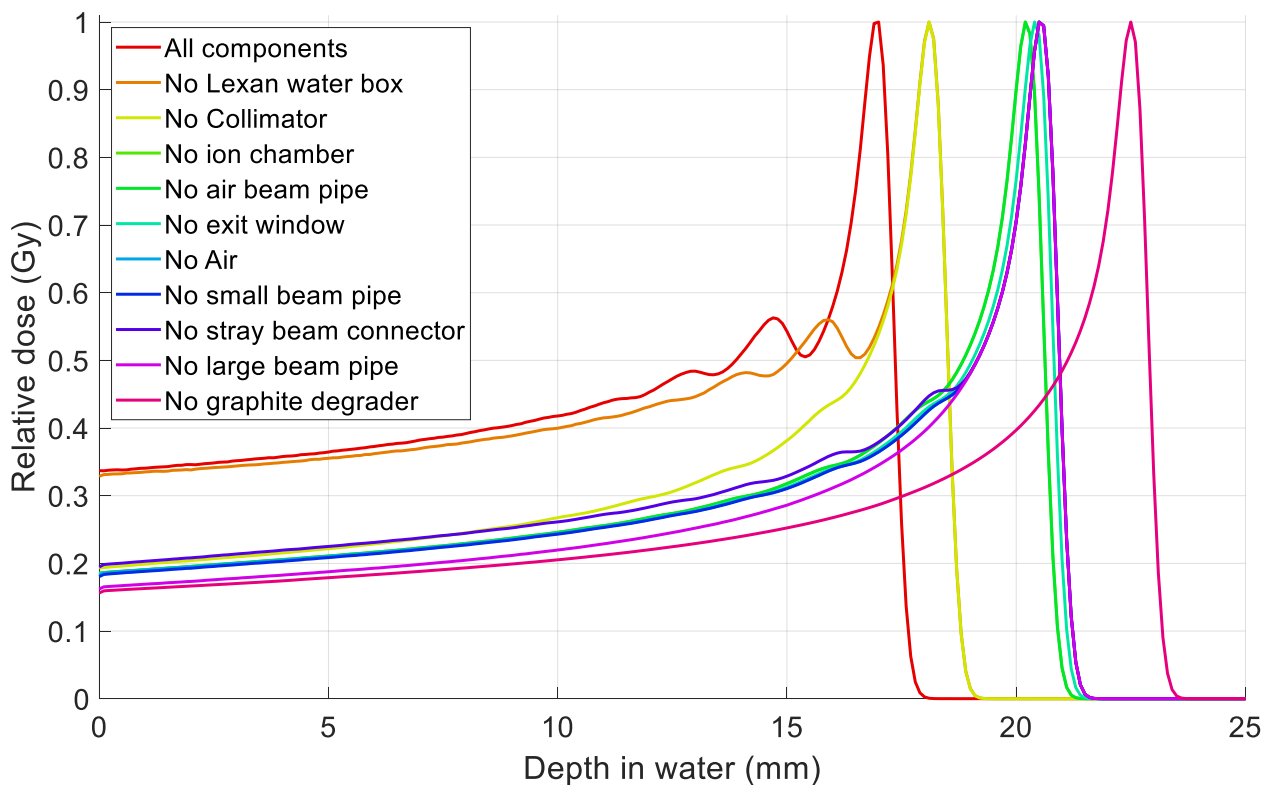 1
0.9
0.8
0.7
0.6
0.5
0.4
0.3
0.2
0.1
0
Relative dose (Gy)
All components
No Lexan water box
No Collimator
No ion chamber
No air beam pipe
No exit window
No Air
No small beam pipe
No stray beam connector
No large beam pipe
No graphite degrader
0 5 10 15 20 25
Depth in water (mm)